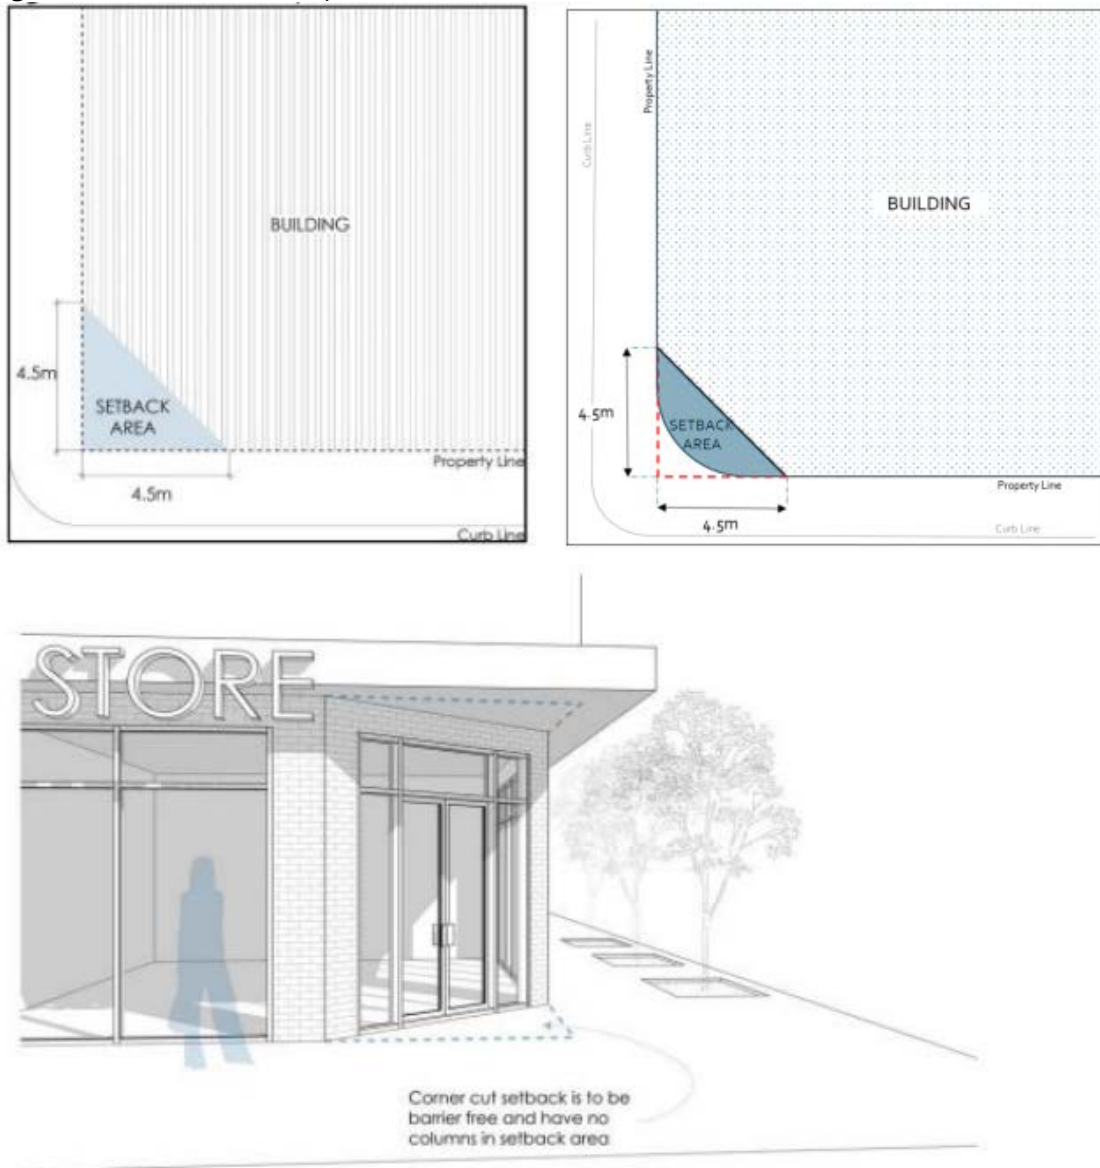 BUILDING
4.5m
SETBACK
AREA
Property Line
4.5m
Curb Line
Property Line
Curb Line
BUILDING
4.5m
SETBACK
AREA
Property Line
4.5m
Curb Line
STORE
Corner cut setback is to be
barrier free and have no
columns in setback area